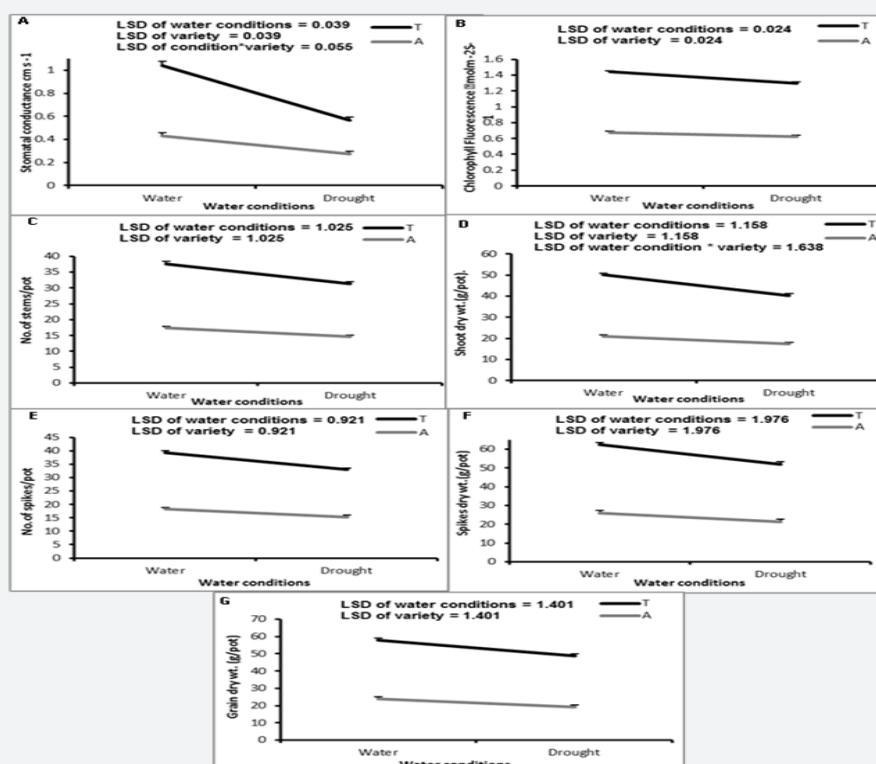 A
LSD of water conditions = 0.039
LSD of variety = 0.039
LSD of condition*variety = 0.055
T
A
Stomatal conductance cm s-1
1
0.8
0.6
0.4
0.2
0
Water
Drought
Water conditions
B
LSD of water conditions = 0.024
LSD of variety = 0.024
T
A
Chlorophyll Fluorescence molm-2S-
01
1.6
1.4
1.2
1
0.8
0.6
0.4
0.2
0
Water
Drought
Water conditions
C
LSD of water conditions = 1.025
LSD of variety = 1.025
T
A
No.of stems/pot
40
35
30
25
20
15
10
5
0
Water
Drought
Water conditions
D
LSD of water conditions = 1.158
LSD of variety = 1.158
LSD of water condition * variety = 1.638
T
A
Shoot dry wt.(g/pot).
60
50
40
30
20
10
0
Water
Drought
Water conditions
E
LSD of water conditions = 0.921
LSD of variety = 0.921
T
A
No.of spikes/pot
45
40
35
30
25
20
15
10
5
0
Water
Drought
Water conditions
F
LSD of water conditions = 1.976
LSD of variety = 1.976
T
A
Spikes dry wt.(g/pot)
60
50
40
30
20
10
0
Water
Drought
Water conditions
G
LSD of water conditions = 1.401
LSD of variety = 1.401
T
A
Grain dry wt. (g/pot)
70
60
50
40
30
20
10
0
Water
Drought
Water conditions